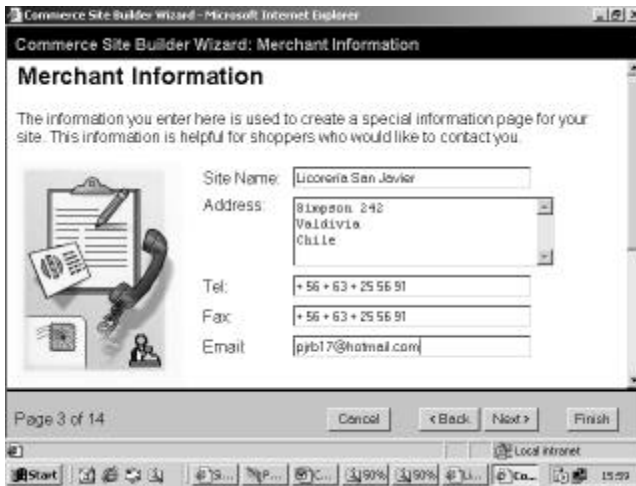 Commerce Site Builder Wizard - Microsoft Internet Explorer
Commerce Site Builder Wizard: Merchant Information
Merchant Information
The information you enter here is used to create a special information page for your
site. This information is helpful for shoppers who would like to contact you.
Site Name: Licoreria San Javier
Address: Simpson 242
Valdivia
Chile
Tel: + 56 + 63 + 25 56 91
Fax: + 56 + 63 + 25 56 91
Email: pjrb17@hotmail.com
Page 3 of 14 Cancel < Back Next > Finish
Local intranet
Start 90% 90% 15:59